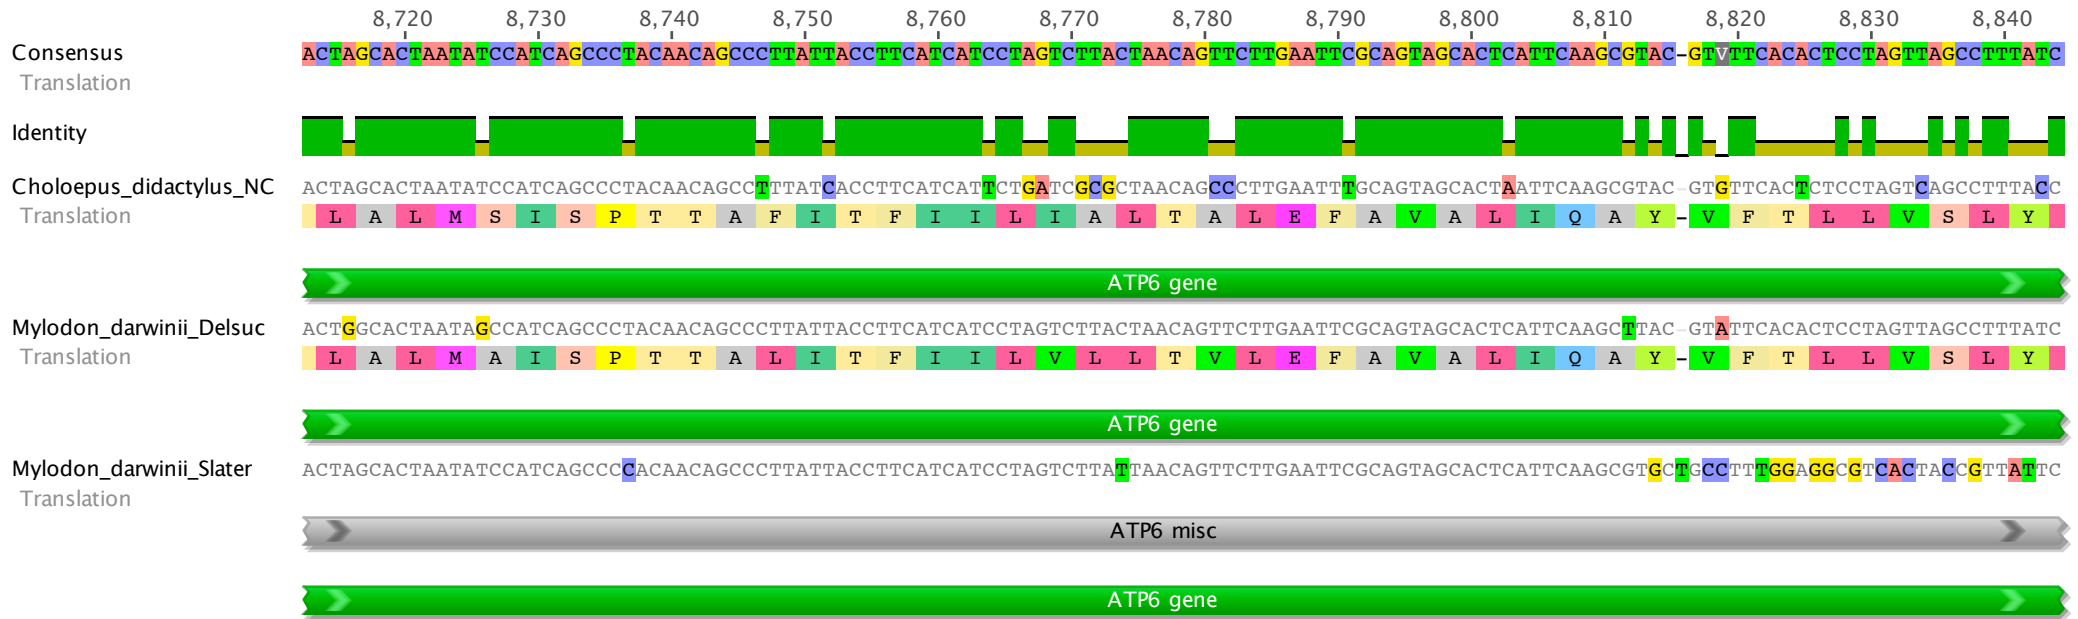 8,720 8,730 8,740 8,750 8,760 8,770 8,780 8,790 8,800 8,810 8,820 8,830 8,840
Consensus ACTAGCACTAATATCCATCAGCCCTACAACAGCCCTTATTACCTTCATCATCCTAGTCTTACTAACAGTTCTTGAATTCGCAGTAGCACTCATTCAAGCGTAC-GTVTTCACACTCCTAGTTAGCCTTTATC
Translation
Identity
Choloepus_didactylus_NC ACTAGCACTAATATCCATCAGCCCTACAACAGCCTTTATCACCTTCATCATTCTGATCGCGCTAACAGCCCTTGAATTTGCAGTAGCACTAATTCAAGCGTAC-GTGTTCACTCTCCTAGTCAGCCTTTACC
Translation L A L M S I S P T T A F I T F I I L I A L T A L E F A V A L I Q A Y - V F T L L V S L Y
ATP6 gene
Mylodon_darwinii_Delsuc ACTGGCACTAATAGCCATCAGCCCTACAACAGCCCTTATTACCTTCATCATCCTAGTCTTACTAACAGTTCTTGAATTCGCAGTAGCACTCATTCAAGCTTAC-GTATTCACACTCCTAGTTAGCCTTTATC
Translation L A L M A I S P T T A L I T F I I L V L L T V L E F A V A L I Q A Y - V F T L L V S L Y
ATP6 gene
Mylodon_darwinii_Slater ACTAGCACTAATATCCATCAGCCCCACAACAGCCCTTATTACCTTCATCATCCTAGTCTTATTAACAGTTCTTGAATTCGCAGTAGCACTCATTCAAGCGTGCTGCCTTTGGAGGCGTCACTACCGTTATTC
Translation
ATP6 misc
ATP6 gene